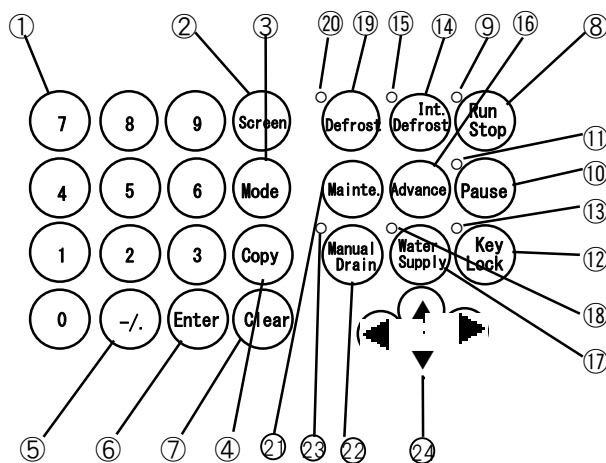 ① ② ③ ⑳ ⑲ ⑮ ⑭ ⑨ ⑯ ⑧
7 8 9 Screen Defrost Int. Defrost Run Stop
⑪
4 5 6 Mode Mainte. Advance Pause ⑩
⑬
1 2 3 Copy Manual Drain Water Supply Key Lock ⑫
⑱
0 -/. Enter Clear
⑰
⑤ ⑥ ⑦ ④ ㉑ ㉓ ㉒ ㉔